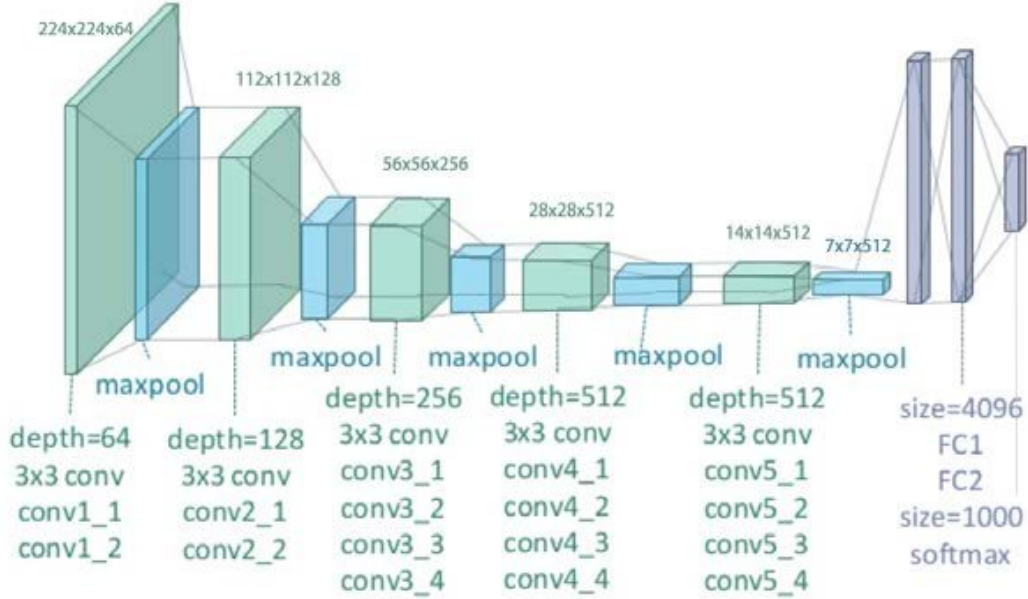 224x224x64
112x112x128
56x56x256
28x28x512
14x14x512
7x7x512
maxpool
maxpool
maxpool
maxpool
maxpool
depth=64
3x3 conv
conv1_1
conv1_2
depth=128
3x3 conv
conv2_1
conv2_2
depth=256
3x3 conv
conv3_1
conv3_2
conv3_3
conv3_4
depth=512
3x3 conv
conv4_1
conv4_2
conv4_3
conv4_4
depth=512
3x3 conv
conv5_1
conv5_2
conv5_3
conv5_4
size=4096
FC1
FC2
size=1000
softmax